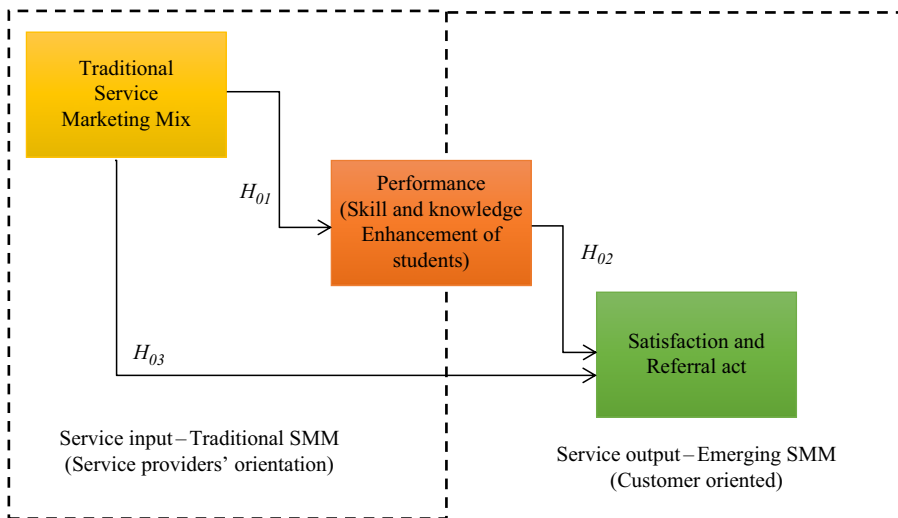 Traditional
Service
Marketing Mix
H01
Performance
(Skill and knowledge
Enhancement of
students)
H02
Satisfaction and
Referral act
H03
Service input – Traditional SMM
(Service providers’ orientation)
Service output – Emerging SMM
(Customer oriented)